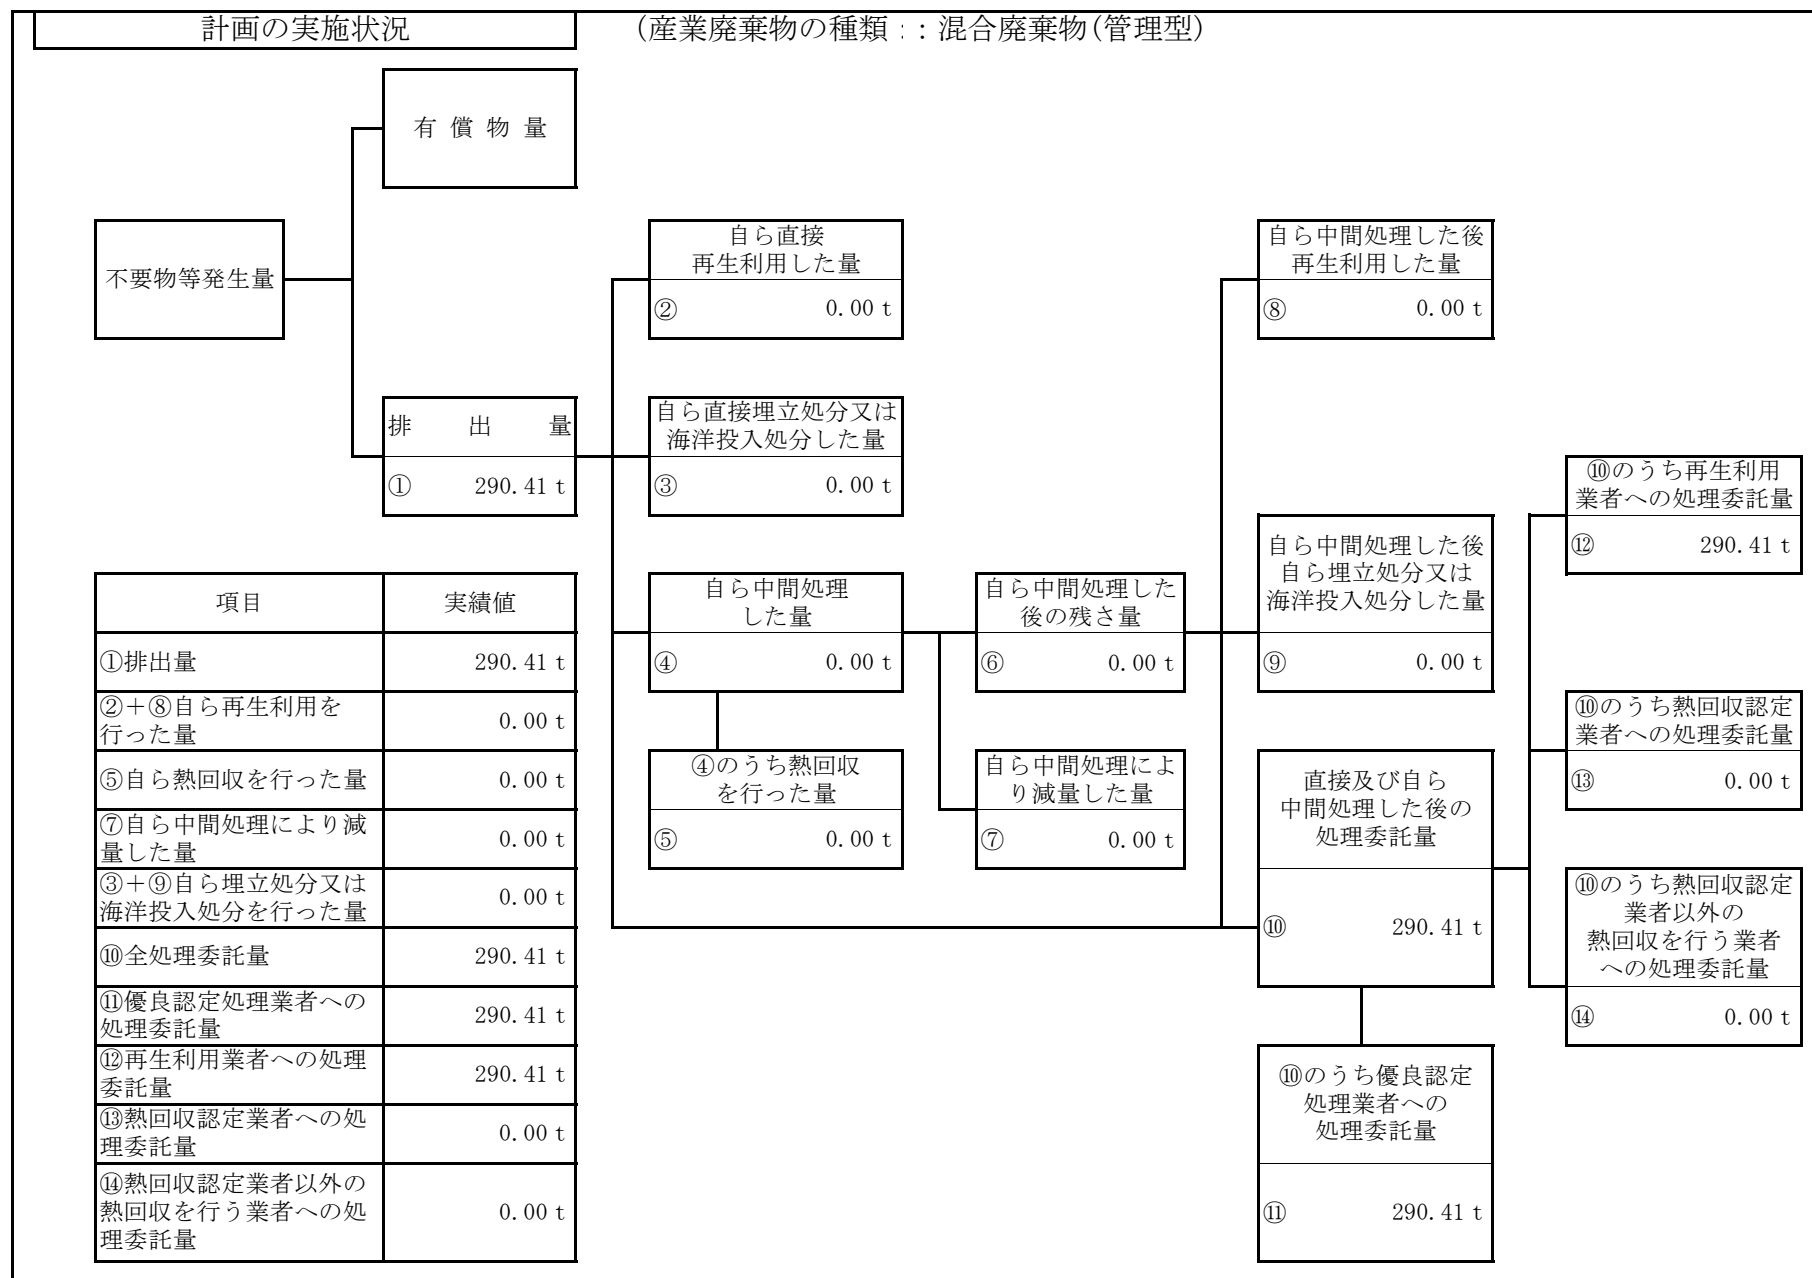 計画の実施状況
(産業廃棄物の種類 : : 混合廃棄物(管理型)
有 償 物 量
不要物等発生量
自ら直接
再生利用した量
② 0.00 t
自ら中間処理した後
再生利用した量
⑧ 0.00 t
排 出 量
① 290.41 t
自ら直接埋立処分又は
海洋投入処分した量
③ 0.00 t
⑩のうち再生利用
業者への処理委託量
⑫ 290.41 t
自ら中間処理した後
自ら埋立処分又は
海洋投入処分した量
⑨ 0.00 t
自ら中間処理
した量
④ 0.00 t
自ら中間処理した
後の残さ量
⑥ 0.00 t
④のうち熱回収
を行った量
⑤ 0.00 t
自ら中間処理によ
り減量した量
⑦ 0.00 t
直接及び自ら
中間処理した後の
処理委託量
⑩ 290.41 t
⑩のうち熱回収認定
業者への処理委託量
⑬ 0.00 t
⑩のうち熱回収認定
業者以外の
熱回収を行う業者
への処理委託量
⑭ 0.00 t
⑩のうち優良認定
処理業者への
処理委託量
⑪ 290.41 t
項目 実績値
①排出量 290.41 t
②＋⑧自ら再生利用を
行った量 0.00 t
⑤自ら熱回収を行った量 0.00 t
⑦自ら中間処理により減
量した量 0.00 t
③＋⑨自ら埋立処分又は
海洋投入処分を行った量 0.00 t
⑩全処理委託量 290.41 t
⑪優良認定処理業者への
処理委託量 290.41 t
⑫再生利用業者への処理
委託量 290.41 t
⑬熱回収認定業者への処
理委託量 0.00 t
⑭熱回収認定業者以外の
熱回収を行う業者への処
理委託量 0.00 t